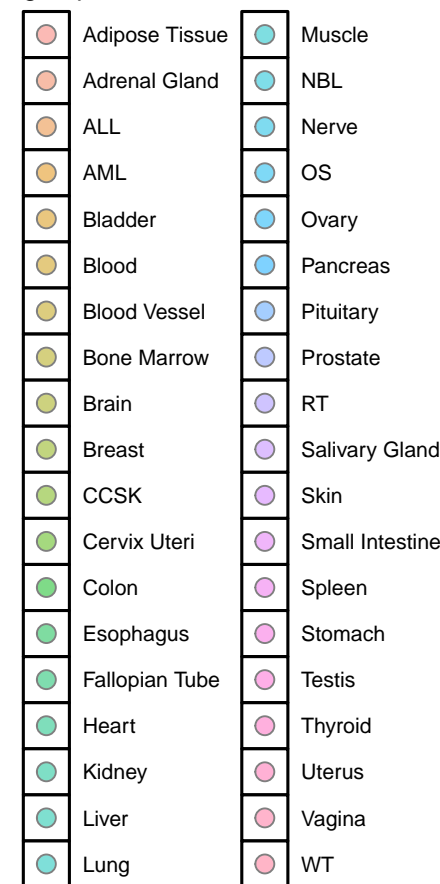 Adipose Tissue
Adrenal Gland
ALL
AML
Bladder
Blood
Blood Vessel
Bone Marrow
Brain
Breast
CCSK
Cervix Uteri
Colon
Esophagus
Fallopian Tube
Heart
Kidney
Liver
Lung
Muscle
NBL
Nerve
OS
Ovary
Pancreas
Pituitary
Prostate
RT
Salivary Gland
Skin
Small Intestine
Spleen
Stomach
Testis
Thyroid
Uterus
Vagina
WT